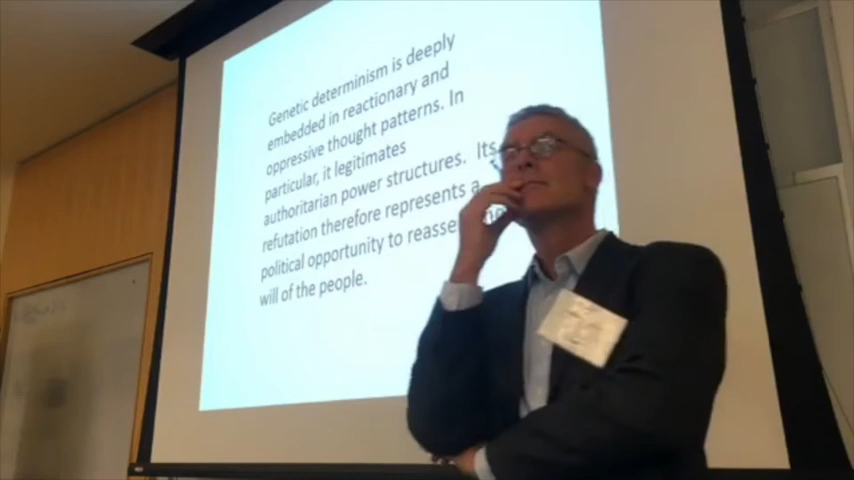 Genetic determinism is deeply
embedded in reactionary and
oppressive thought patterns. In
particular, it legitimates
authoritarian power structures. Its
refutation therefore represents a
political opportunity to reassert
will of the people.